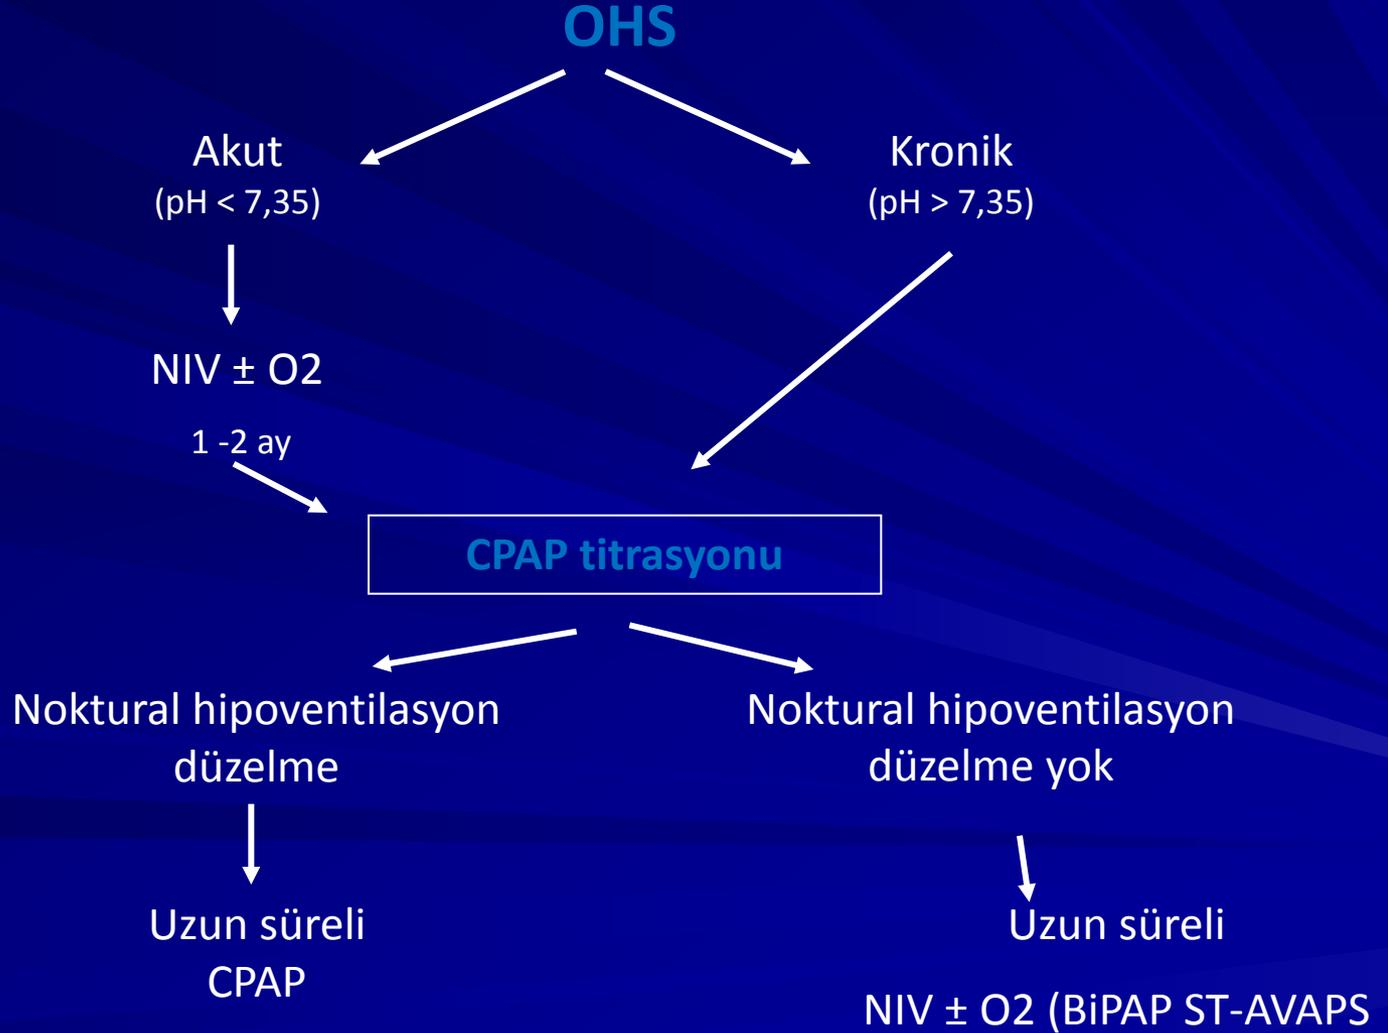 OHS
Akut
(pH < 7,35)
Kronik
(pH > 7,35)
NIV ± O2
1 -2 ay
CPAP titrasyonu
Noktural hipoventilasyon
düzelme
Noktural hipoventilasyon
düzelme yok
Uzun süreli
CPAP
Uzun süreli
NIV ± O2 (BiPAP ST-AVAPS